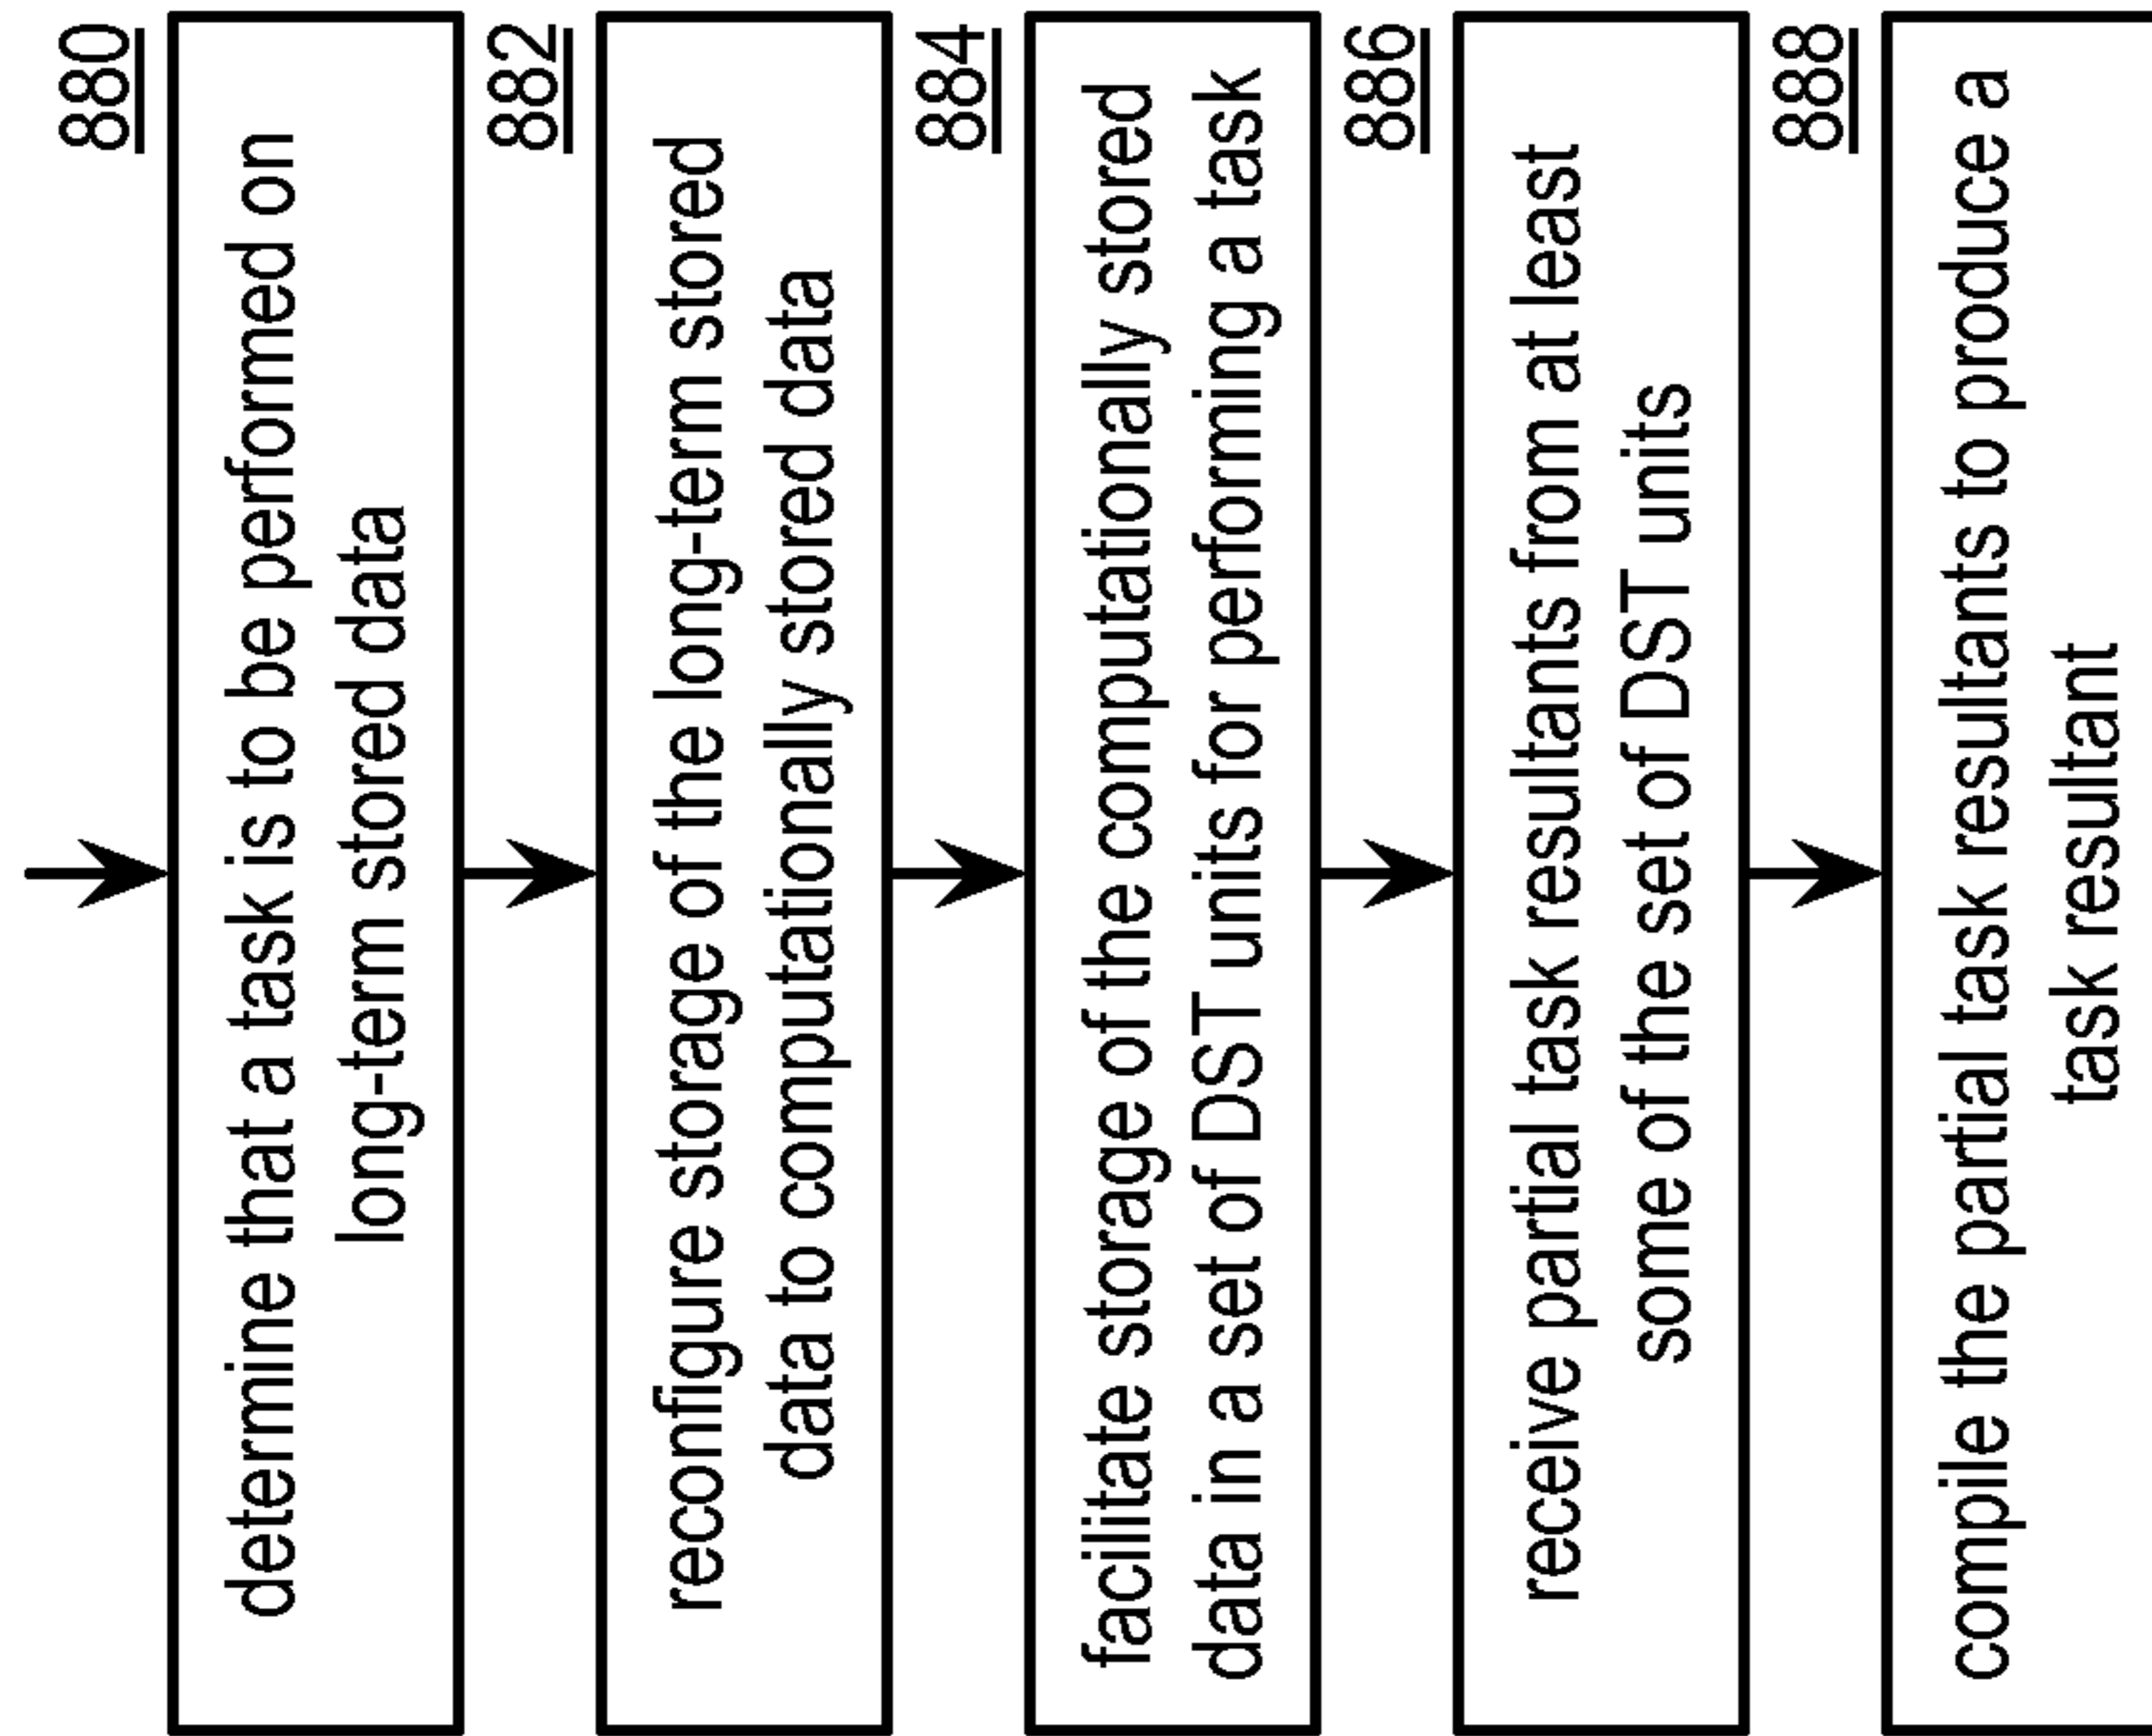 880
determine that a task is to be performed on
long-term stored data
882
reconfigure storage of the long-term stored
data to computationally stored data
884
facilitate storage of the computationally stored
data in a set of DST units for performing a task
886
receive partial task resultants from at least
some of the set of DST units
888
compile the partial task resultants to produce a
task resultant